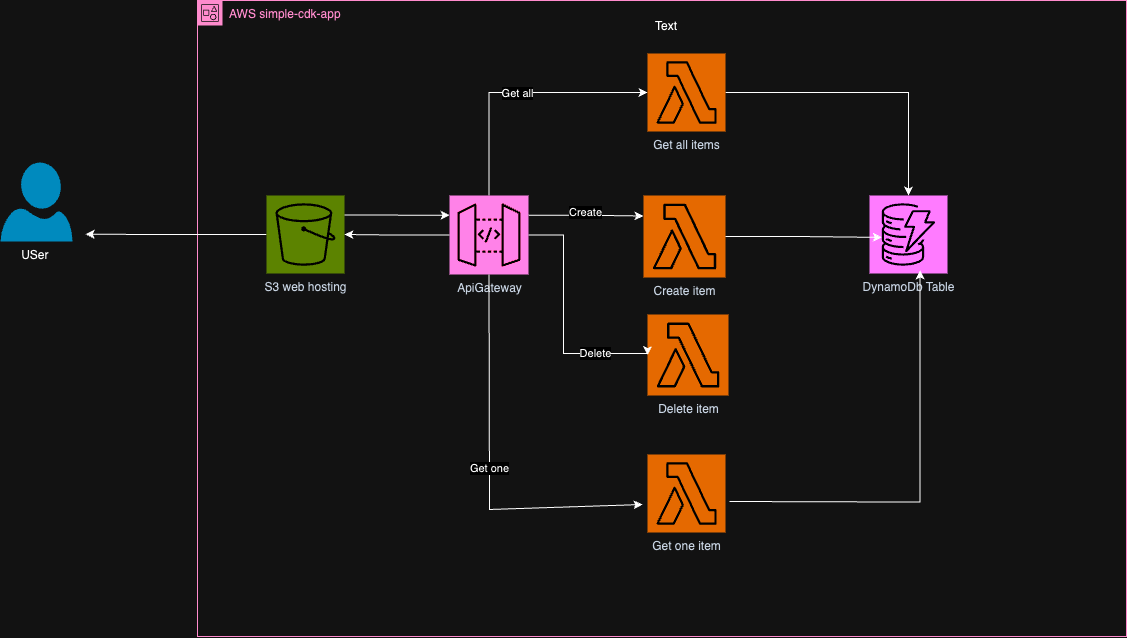 AWS simple-cdk-app
Text
Get all
Get all items
Create
USer
S3 web hosting
ApiGateway
Create item
DynamoDb Table
Delete
Delete item
Get one
Get one item